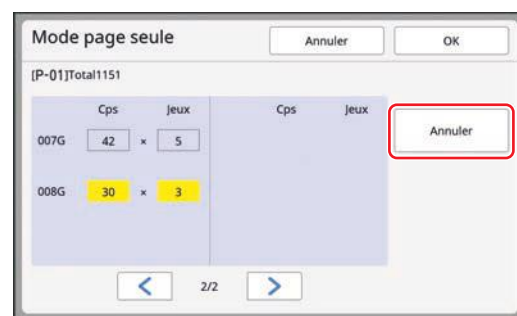 Mode page seule
Annuler
OK
[P-01]Total1151
Cps Jeux Cps Jeux
Annuler
007G 42 × 5
008G 30 × 3
2/2